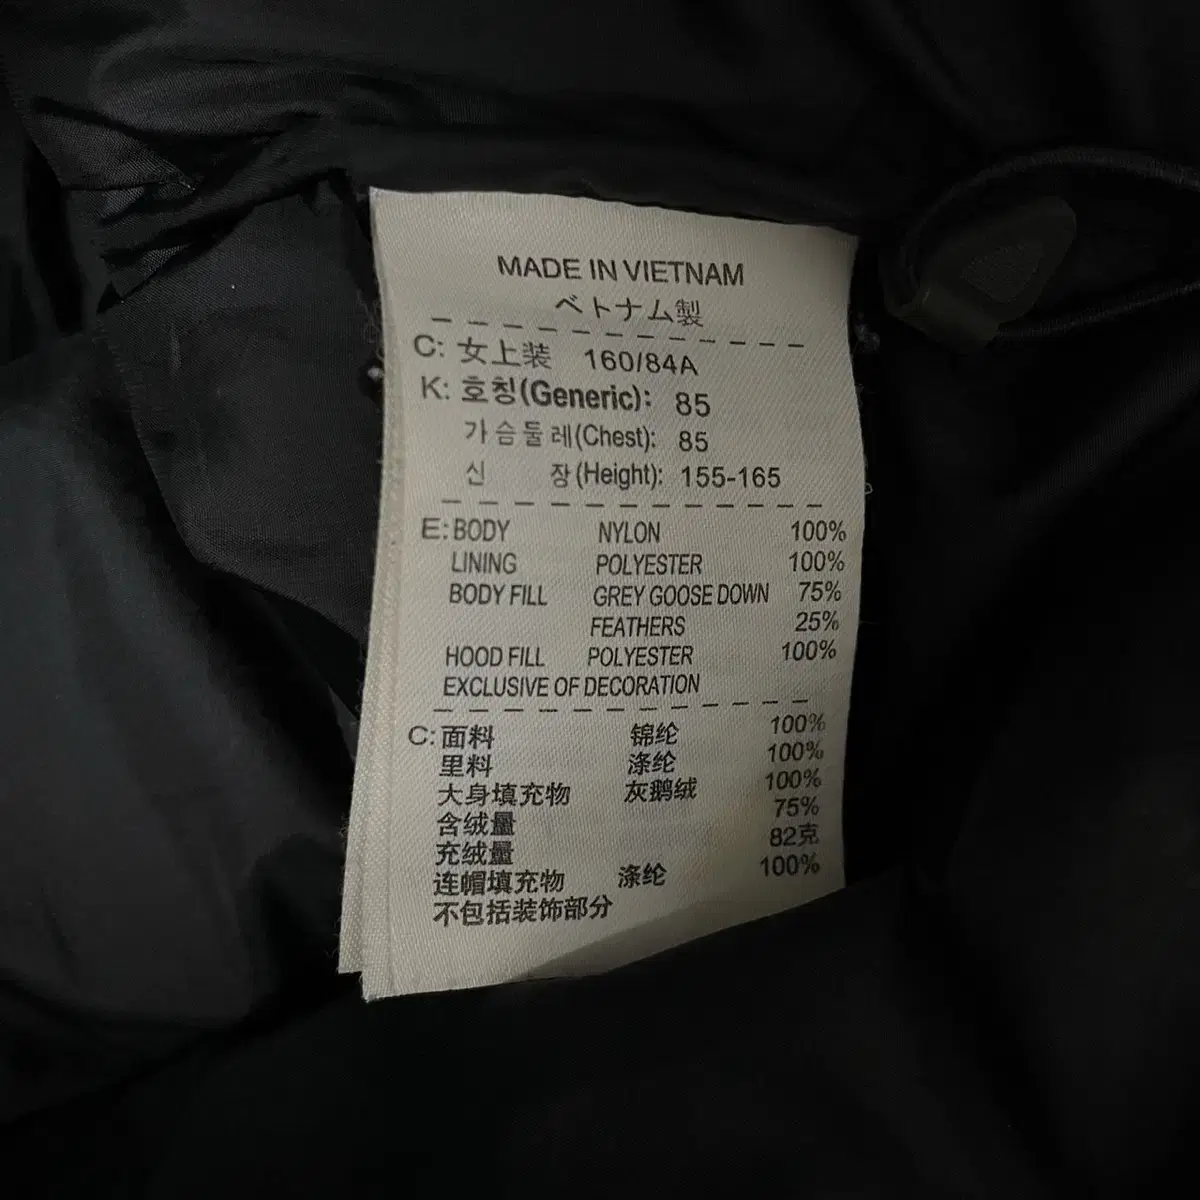 MADE IN VIETNAM
ベトナム製
C: 女上装 160/84A
K: 호칭(Generic): 85
가슴둘레(Chest): 85
신 장(Height): 155-165
E: BODY NYLON 100%
LINING POLYESTER 100%
BODY FILL GREY GOOSE DOWN 75%
FEATHERS 25%
HOOD FILL POLYESTER 100%
EXCLUSIVE OF DECORATION
C: 面料 锦纶 100%
里料 涤纶 100%
大身填充物 灰鹅绒 100%
含绒量 75%
充绒量 82克
连帽填充物 涤纶 100%
不包括装饰部分